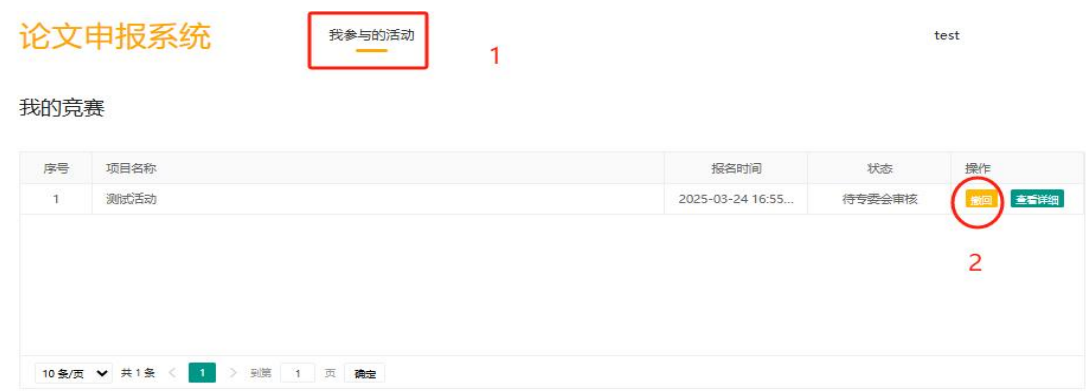 论文申报系统 我参与的活动 1 test
我的竞赛
序号 项目名称 报名时间 状态 操作
1 测试活动 2025-03-24 16:55... 待专委会审核 撤回 查看详细
2
10 条/页 共 1 条 < 1 > 到第 1 页 确定